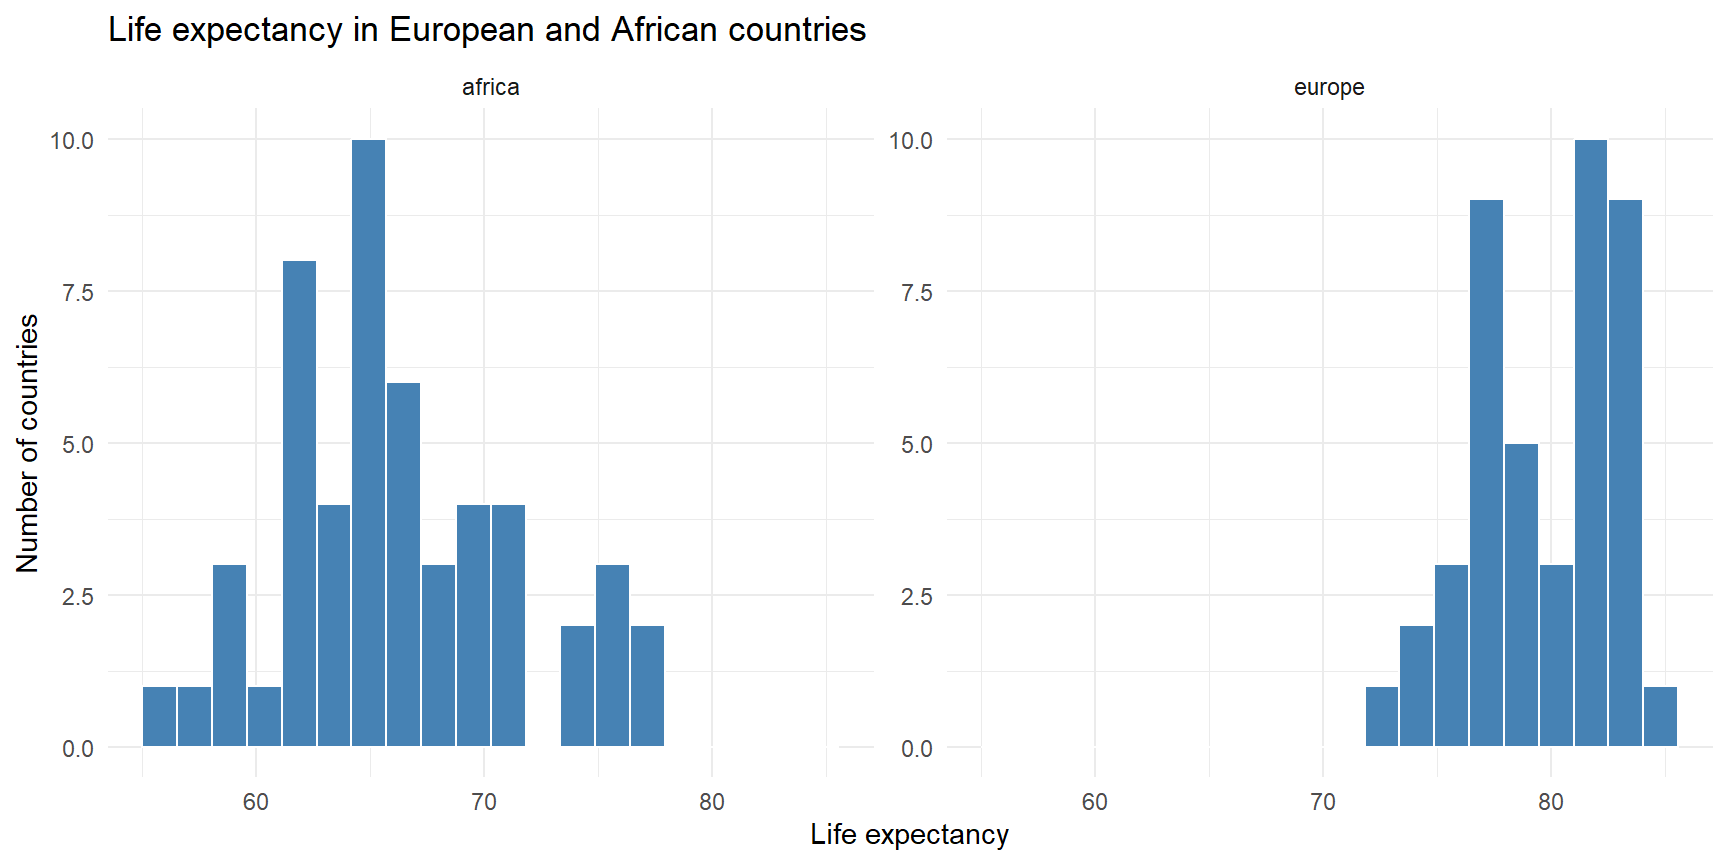 Life expectancy in European and African countries
africa
europe
Number of countries
10.0
7.5
5.0
2.5
0.0
10.0
7.5
5.0
2.5
0.0
60 70 80
60 70 80
Life expectancy